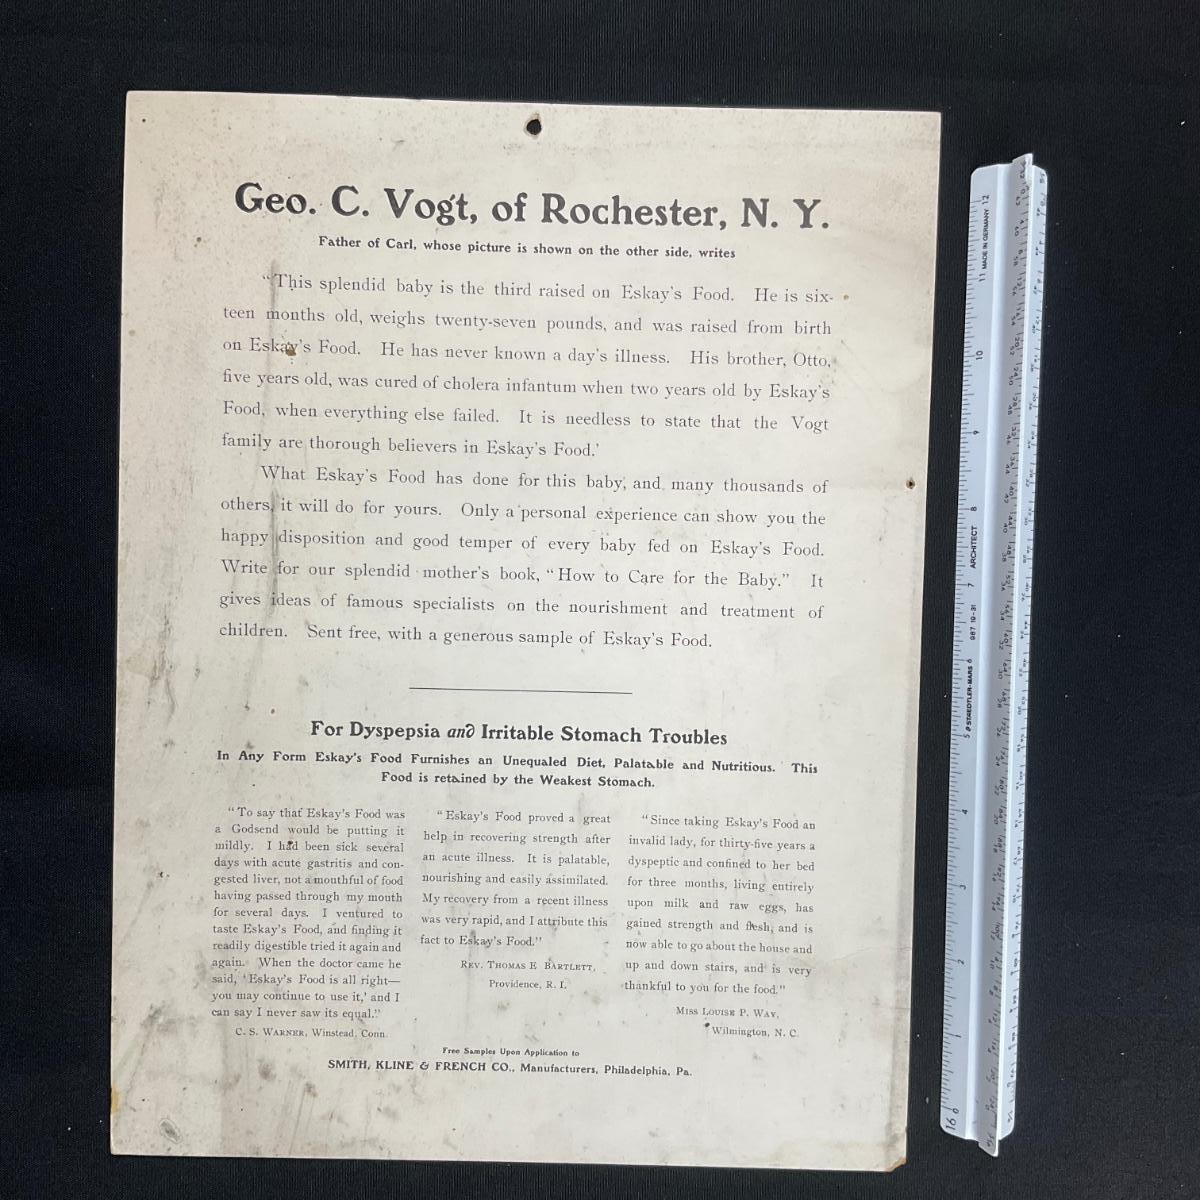 Geo. C. Vogt, of Rochester, N. Y.
Father of Carl, whose picture is shown on the other side, writes
"This splendid baby is the third raised on Eskay's Food. He is six-
teen months old, weighs twenty-seven pounds, and was raised from birth
on Eskay's Food. He has never known a day's illness. His brother, Otto,
five years old, was cured of cholera infantum when two years old by Eskay's
Food, when everything else failed. It is needless to state that the Vogt
family are thorough believers in Eskay's Food.'
What Eskay's Food has done for this baby, and many thousands of
others, it will do for yours. Only a personal experience can show you the
happy disposition and good temper of every baby fed on Eskay's Food.
Write for our splendid mother's book, "How to Care for the Baby." It
gives ideas of famous specialists on the nourishment and treatment of
children. Sent free, with a generous sample of Eskay's Food.
For Dyspepsia and Irritable Stomach Troubles
In Any Form Eskay's Food Furnishes an Unequaled Diet, Palatable and Nutritious. This
Food is retained by the Weakest Stomach.
"To say that Eskay's Food was
a Godsend would be putting it
mildly. I had been sick several
days with acute gastritis and con-
gested liver, not a mouthful of food
having passed through my mouth
for several days. I ventured to
taste Eskay's Food, and finding it
readily digestible tried it again and
again. When the doctor came he
said, 'Eskay's Food is all right—
you may continue to use it,' and I
can say I never saw its equal."
C. S. WARNER, Winstead, Conn.
"Eskay's Food proved a great
help in recovering strength after
an acute illness. It is palatable,
nourishing and easily assimilated.
My recovery from a recent illness
was very rapid, and I attribute this
fact to Eskay's Food."
REV. THOMAS E BARTLETT,
Providence, R. I.
"Since taking Eskay's Food an
invalid lady, for thirty-five years a
dyspeptic and confined to her bed
for three months, living entirely
upon milk and raw eggs, has
gained strength and flesh, and is
now able to go about the house and
up and down stairs, and is very
thankful to you for the food."
MISS LOUISE P. WAY,
Wilmington, N. C.
Free Samples Upon Application to
SMITH, KLINE & FRENCH CO., Manufacturers, Philadelphia, Pa.
16 0 1 2 3 4 5 STAEDTLER-MARS 6 987 19-31 7 ARCHITECT 8 9 10 11 MADE IN GERMANY 12